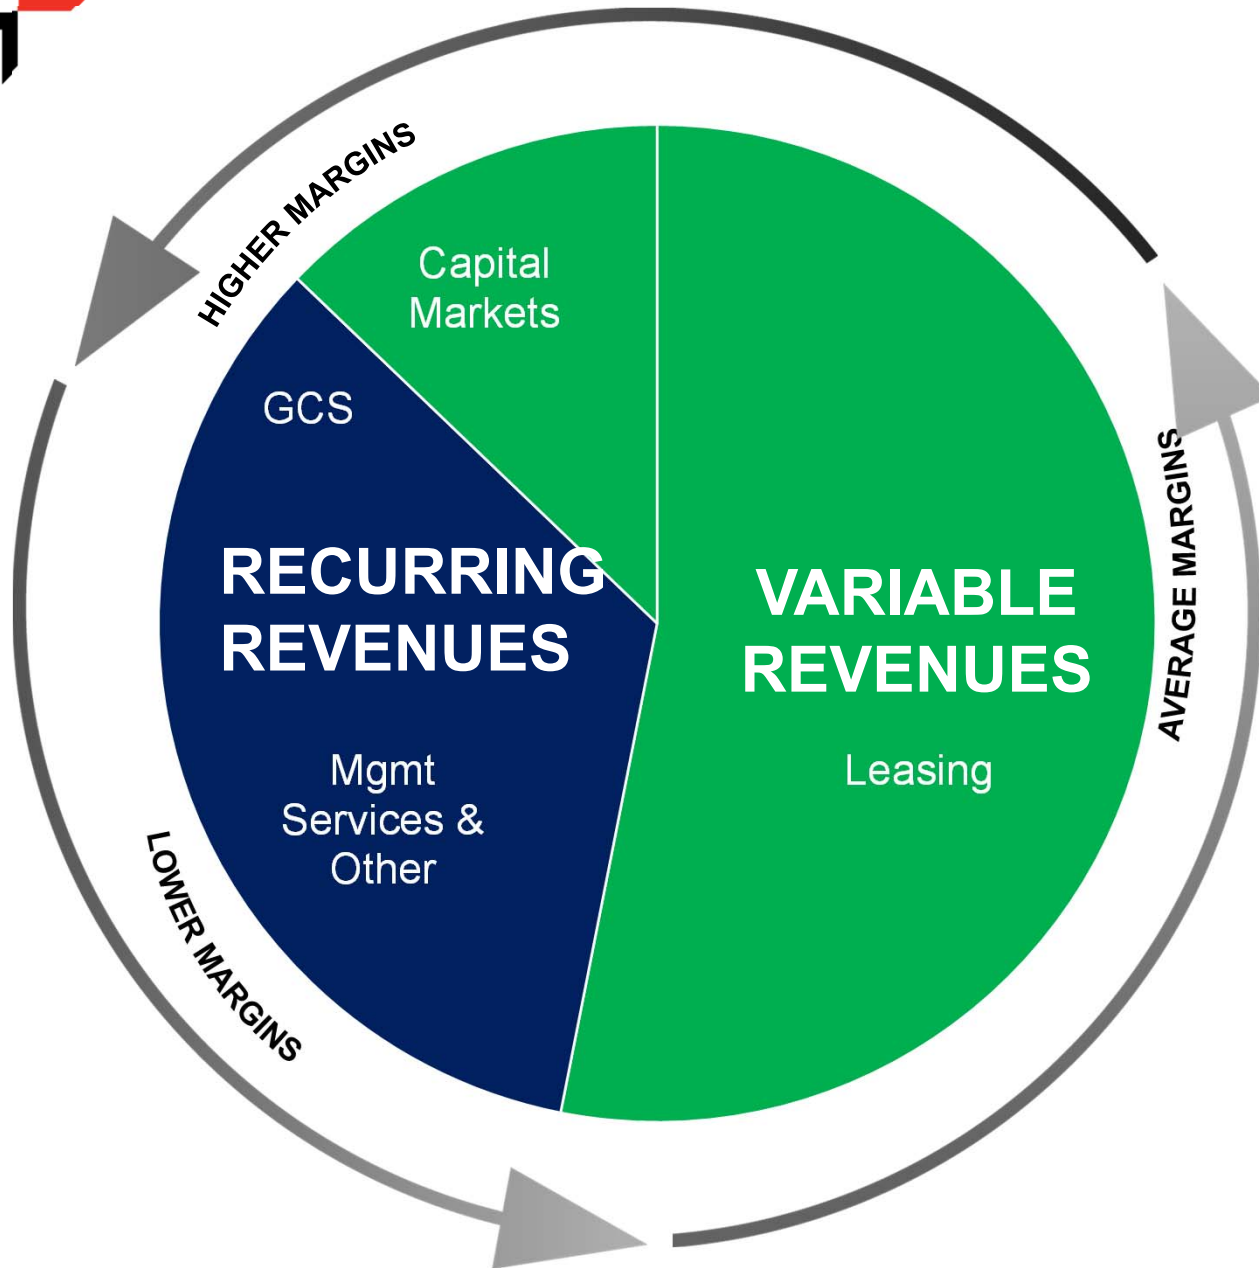 HIGHER MARGINS
Capital
Markets
GCS
RECURRING
REVENUES
VARIABLE
REVENUES
AVERAGE MARGINS
Mgmt
Services &
Other
Leasing
LOWER MARGINS